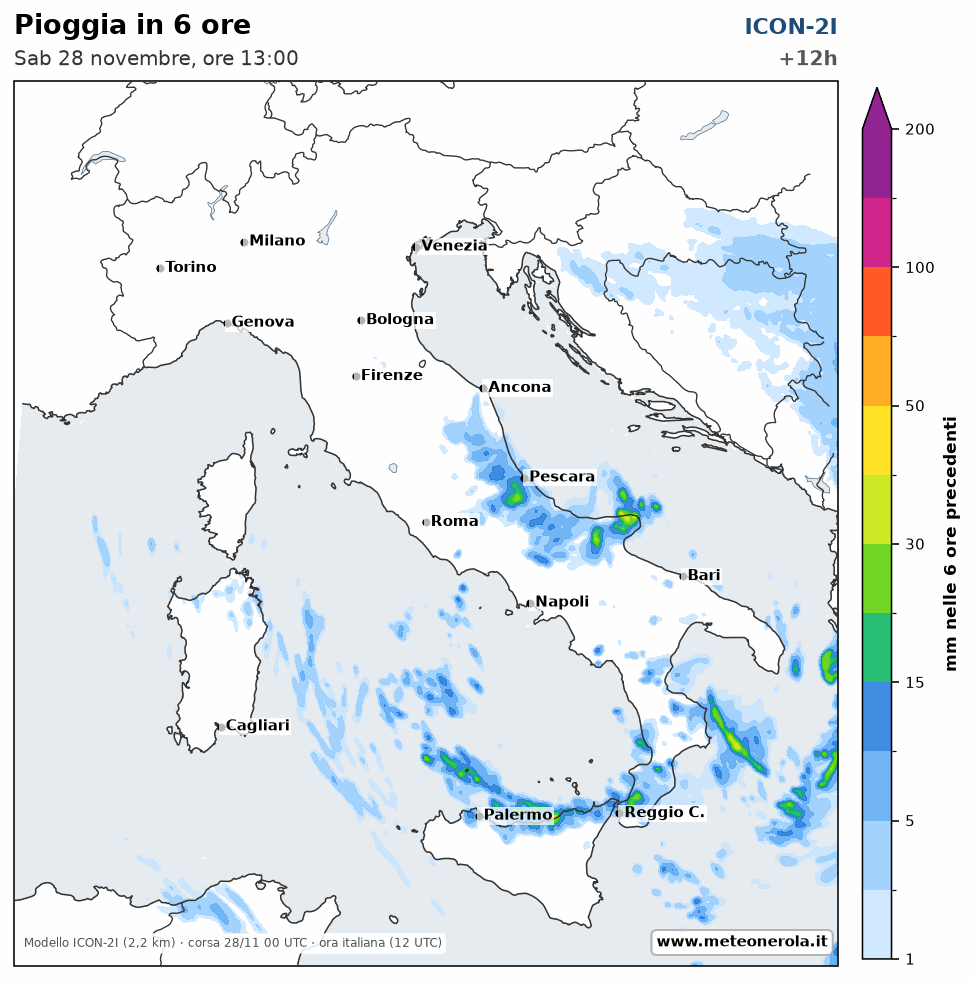 Pioggia in 6 ore
ICON-2I
Sab 28 novembre, ore 13:00
+12h
200
Milano
Venezia
Torino
100
Genova
Bologna
Firenze
Ancona
50
Pescara
Roma
30
Bari
Napoli
mm nelle 6 ore precedenti
15
Cagliari
Palermo
Reggio C.
5
Modello ICON-2I (2,2 km) · corsa 28/11 00 UTC · ora italiana (12 UTC)
www.meteonerola.it
1